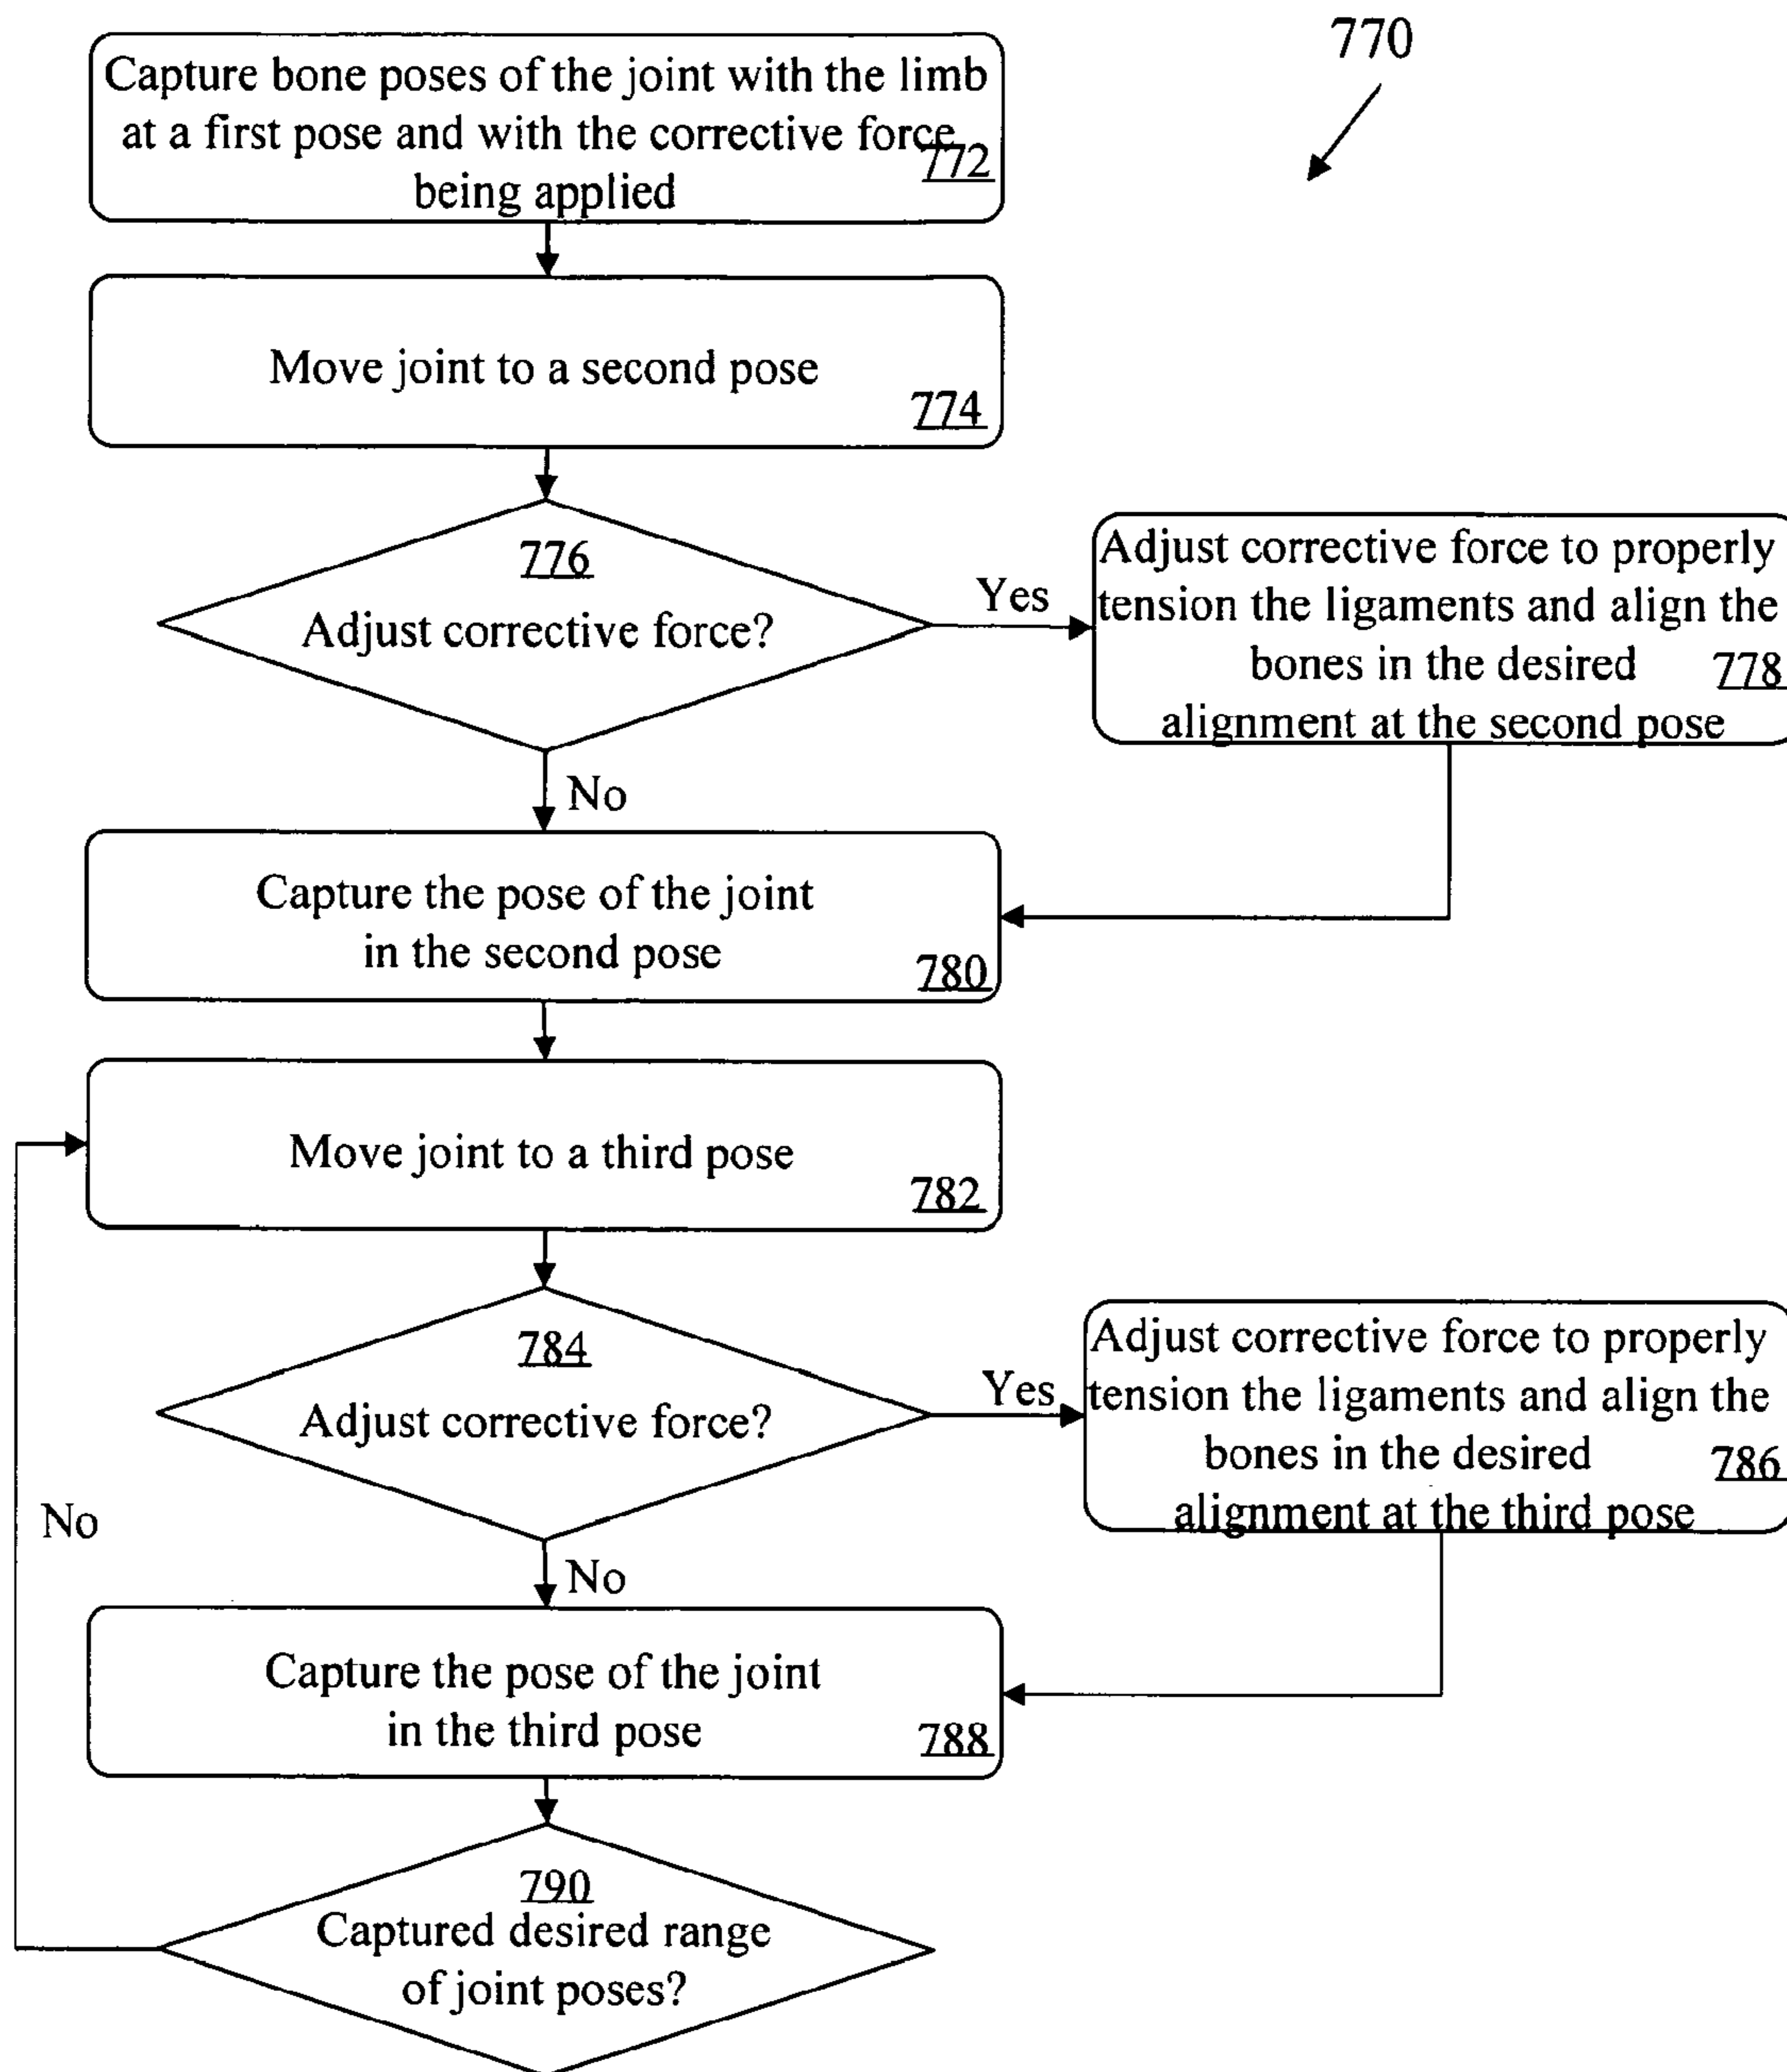 770
Capture bone poses of the joint with the limb
at a first pose and with the corrective force
772
being applied
Move joint to a second pose
774
776
Adjust corrective force?
Yes
Adjust corrective force to properly
tension the ligaments and align the
bones in the desired
778
alignment at the second pose
No
Capture the pose of the joint
in the second pose
780
Move joint to a third pose
782
784
Adjust corrective force?
Yes
Adjust corrective force to properly
tension the ligaments and align the
bones in the desired
786
alignment at the third pose
No
No
Capture the pose of the joint
in the third pose
788
790
Captured desired range
of joint poses?